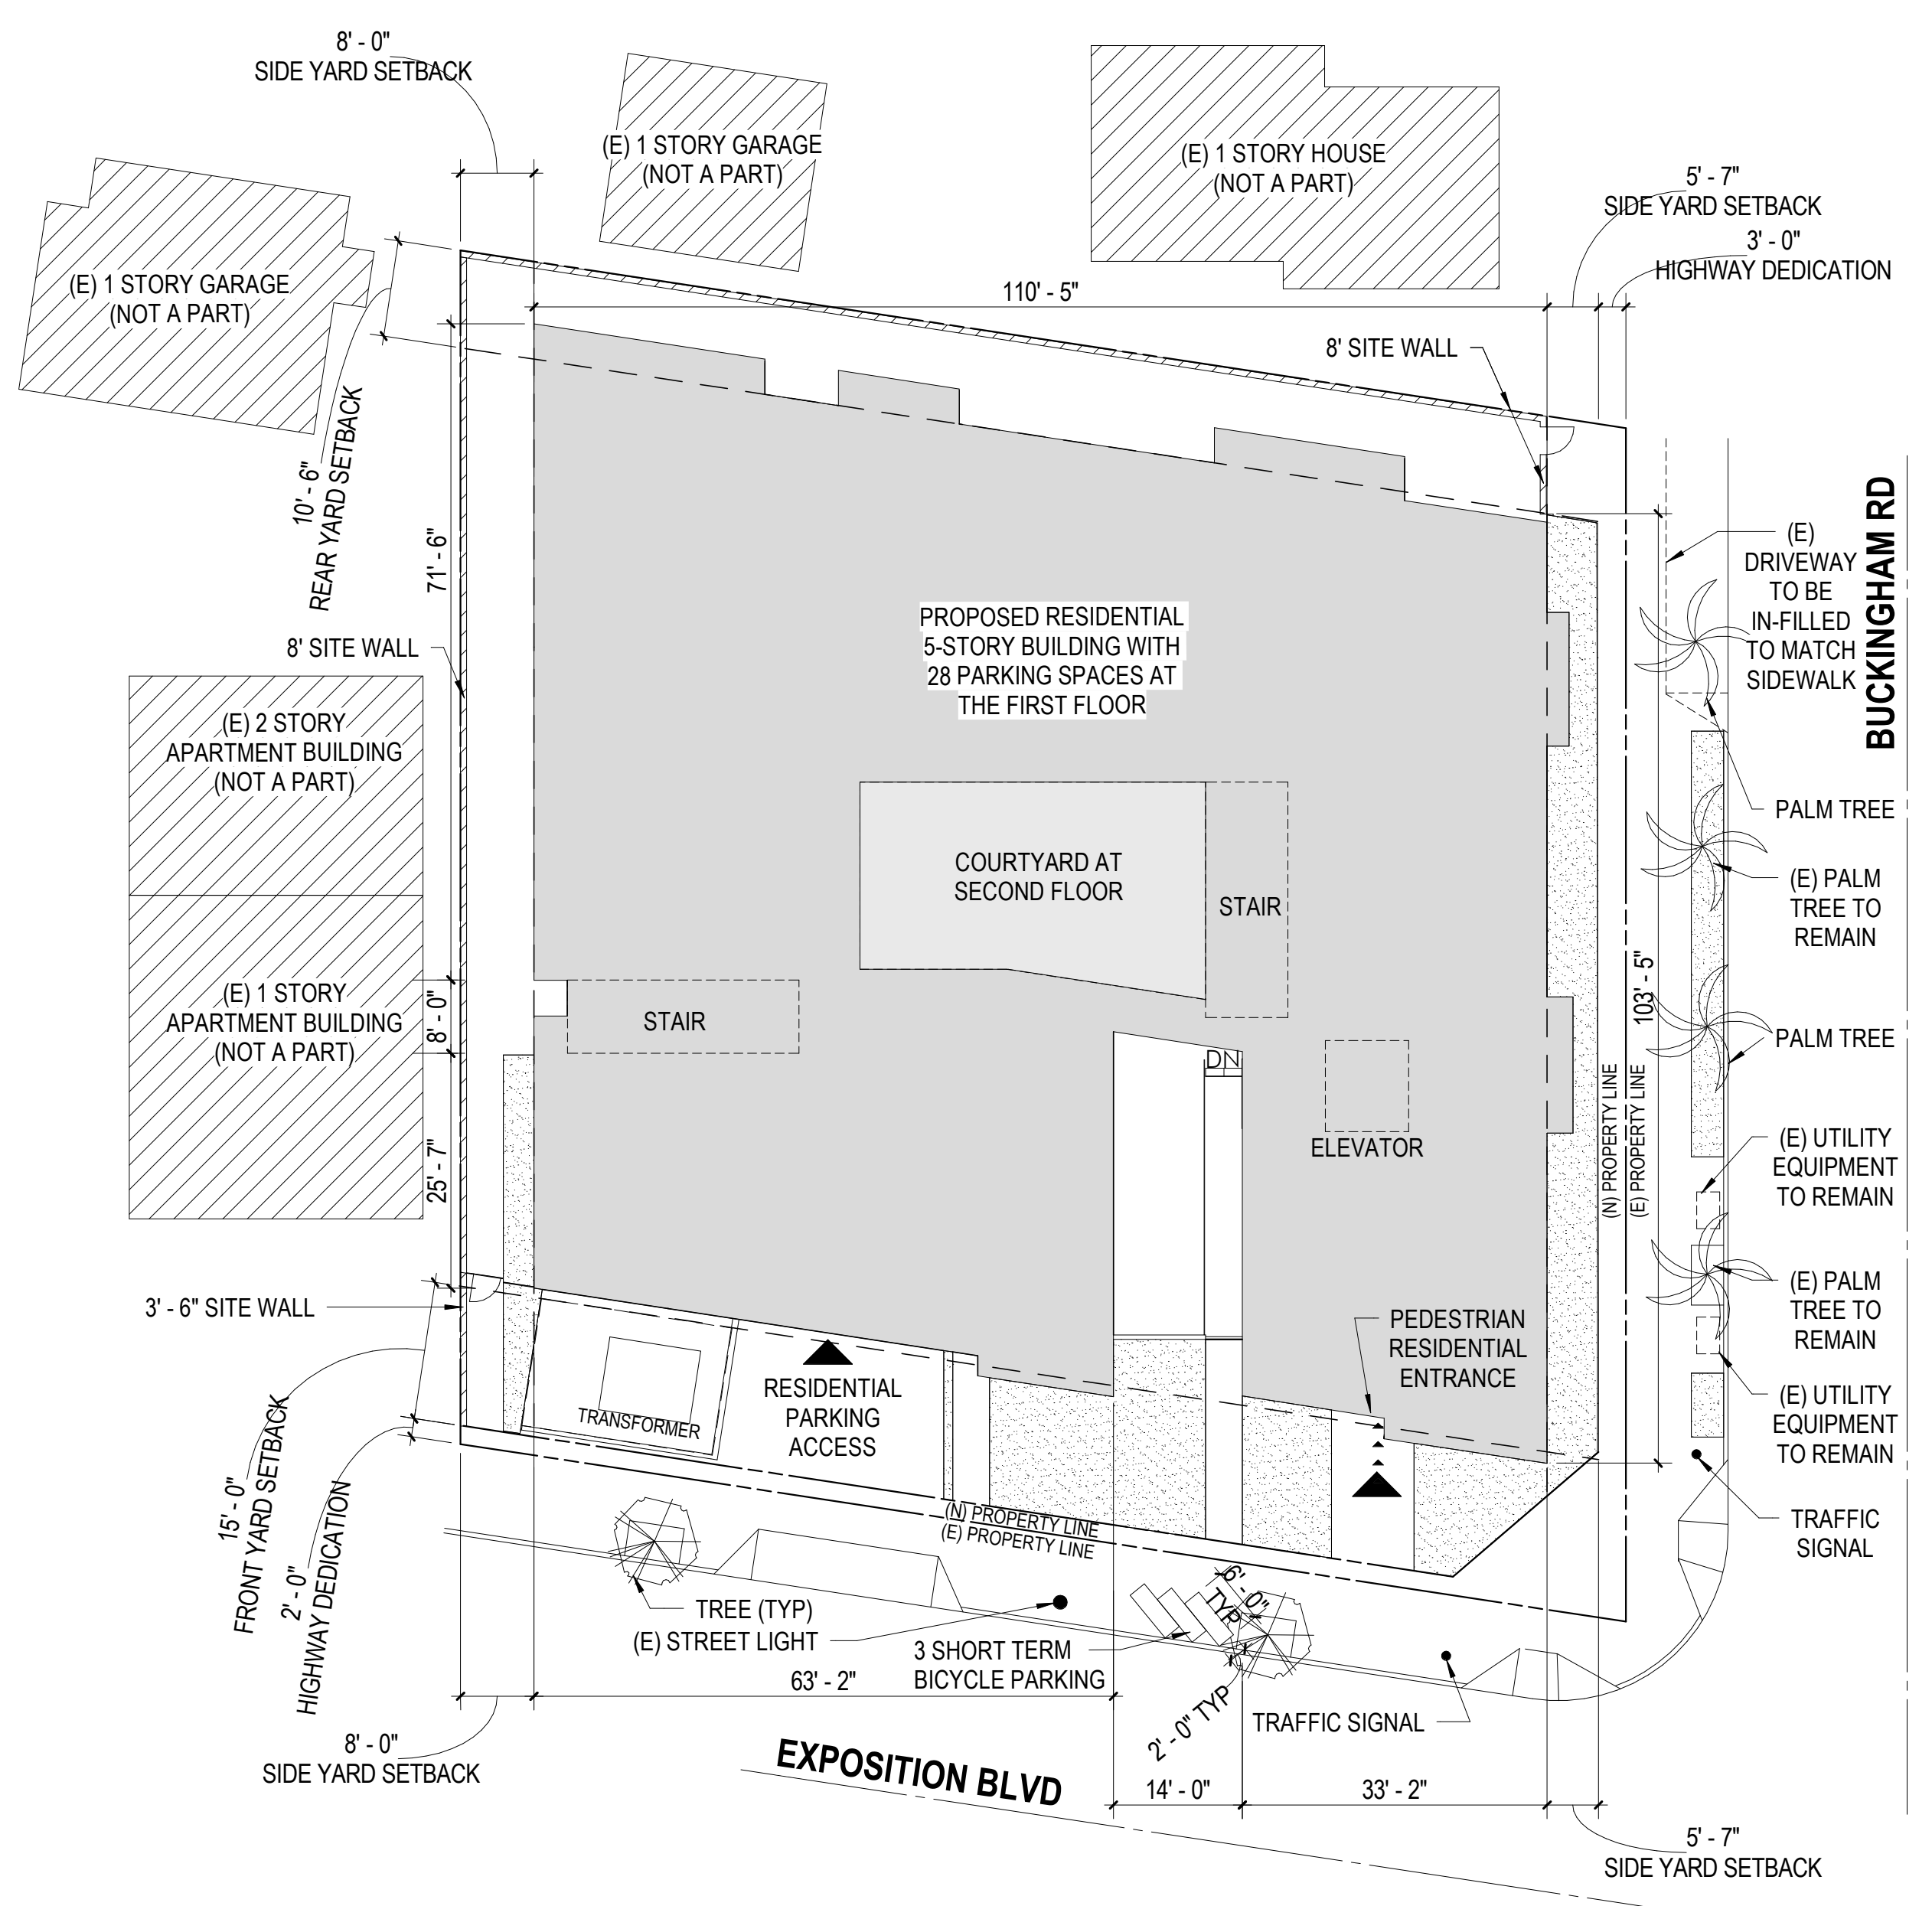 8' - 0"
SIDE YARD SETBACK
(E) 1 STORY GARAGE
(NOT A PART)
(E) 1 STORY HOUSE
(NOT A PART)
5' - 7"
SIDE YARD SETBACK
3' - 0"
HIGHWAY DEDICATION
(E) 1 STORY GARAGE
(NOT A PART)
110' - 5"
8' SITE WALL
10' - 6"
REAR YARD SETBACK
71' - 6"
8' SITE WALL
BUCKINGHAM RD
(E)
DRIVEWAY
TO BE
IN-FILLED
TO MATCH
SIDEWALK
PROPOSED RESIDENTIAL
5-STORY BUILDING WITH
28 PARKING SPACES AT
THE FIRST FLOOR
(E) 2 STORY
APARTMENT BUILDING
(NOT A PART)
PALM TREE
COURTYARD AT
SECOND FLOOR
STAIR
(E) PALM
TREE TO
REMAIN
(E) 1 STORY
APARTMENT BUILDING
(NOT A PART)
8' - 0"
STAIR
103' - 5"
PALM TREE
DN
ELEVATOR
(N) PROPERTY LINE
(E) PROPERTY LINE
(E) UTILITY
EQUIPMENT
TO REMAIN
25' - 7"
3' - 6" SITE WALL
(E) PALM
TREE TO
REMAIN
PEDESTRIAN
RESIDENTIAL
ENTRANCE
RESIDENTIAL
PARKING
ACCESS
TRANSFORMER
(E) UTILITY
EQUIPMENT
TO REMAIN
15' - 0"
FRONT YARD SETBACK
2' - 0"
HIGHWAY DEDICATION
(N) PROPERTY LINE
(E) PROPERTY LINE
TRAFFIC
SIGNAL
6' - 0"
TYP
TREE (TYP)
(E) STREET LIGHT
3 SHORT TERM
BICYCLE PARKING
63' - 2"
2' - 0" TYP
TRAFFIC SIGNAL
8' - 0"
SIDE YARD SETBACK
EXPOSITION BLVD
14' - 0"
33' - 2"
5' - 7"
SIDE YARD SETBACK